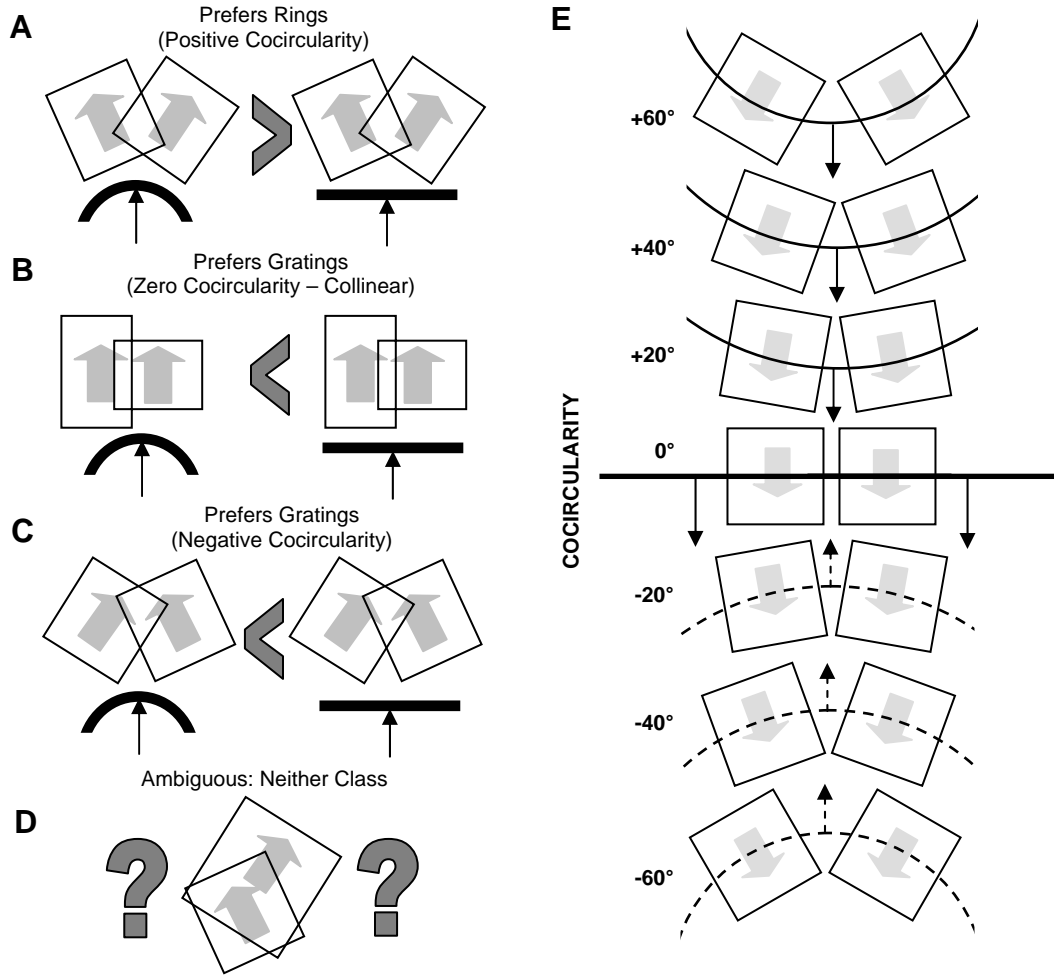 A
Prefers Rings
(Positive Cocircularity)
B
Prefers Gratings
(Zero Cocircularity – Collinear)
C
Prefers Gratings
(Negative Cocircularity)
Ambiguous: Neither Class
D
? ?
E
COCIRCULARITY
+60°
+40°
+20°
0°
-20°
-40°
-60°